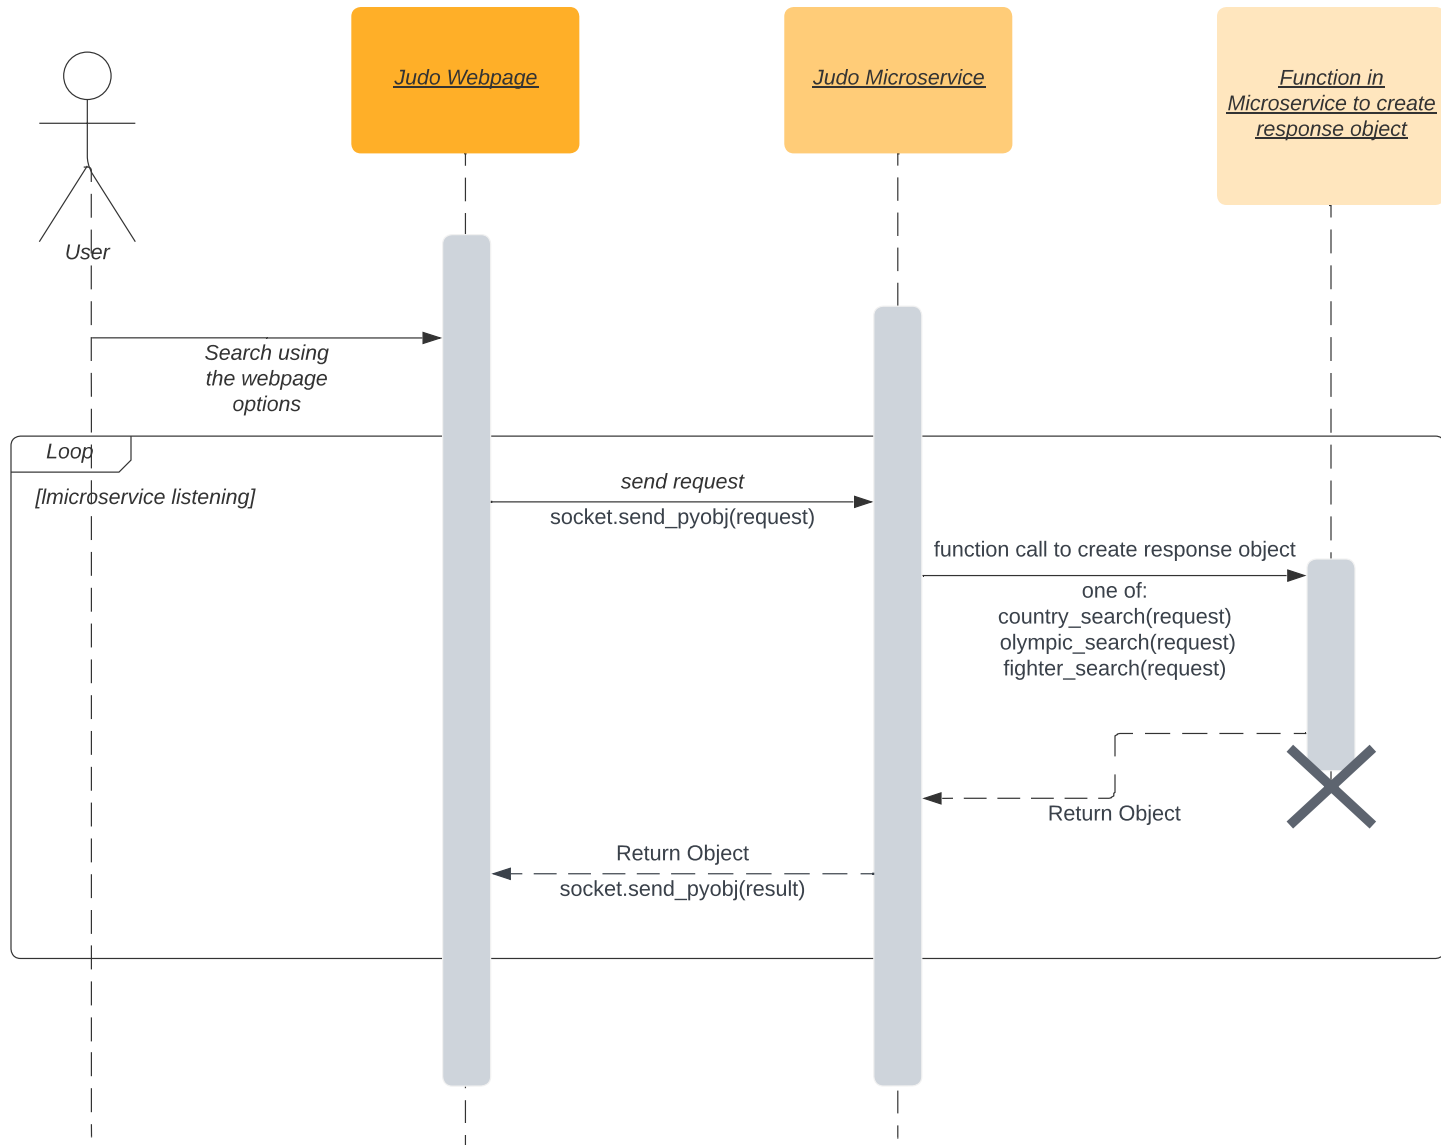 Judo Webpage
Judo Microservice
Function in
Microservice to create
response object
User
Search using
the webpage
options
Loop
[lmicroservice listening]
send request
socket.send_pyobj(request)
function call to create response object
one of:
country_search(request)
olympic_search(request)
fighter_search(request)
Return Object
Return Object
socket.send_pyobj(result)